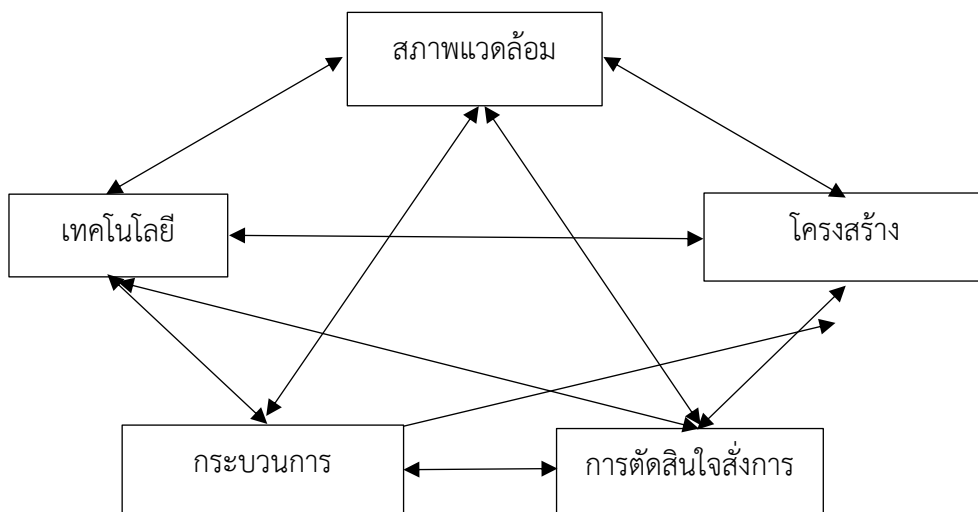 สภาพแวดล้อม
เทคโนโลยี
โครงสร้าง
กระบวนการ
การตัดสินใจสั่งการ